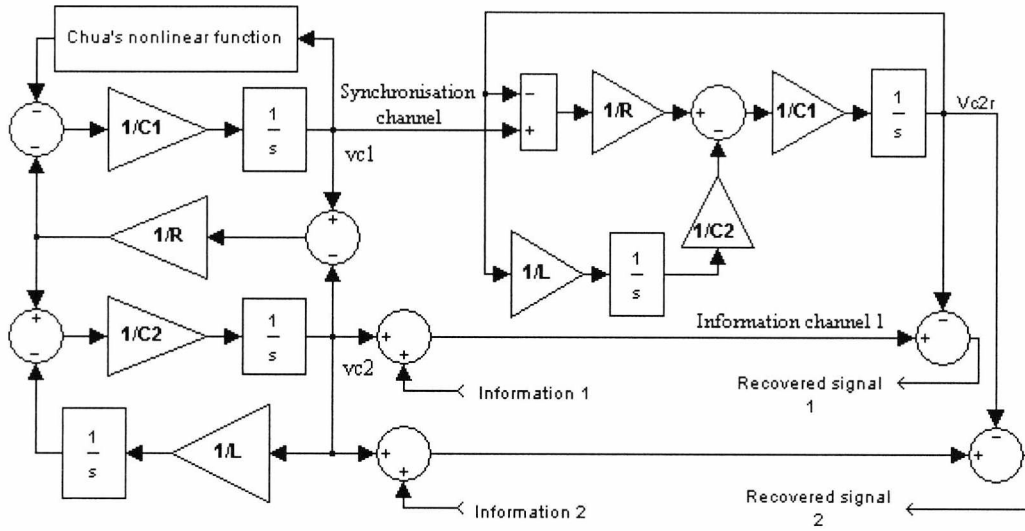 Chua's nonlinear function
−
−
1/C1
1
s
Synchronisation
channel
vc1
−
+
1/R
+
−
1/C1
1
s
Vc2r
1/R
+
−
1/C2
1/L
1
s
+
−
1/C2
1
s
vc2
+
+
Information 1
Information channel 1
−
+
Recovered signal
1
1
s
1/L
+
+
Information 2
−
+
Recovered signal
2